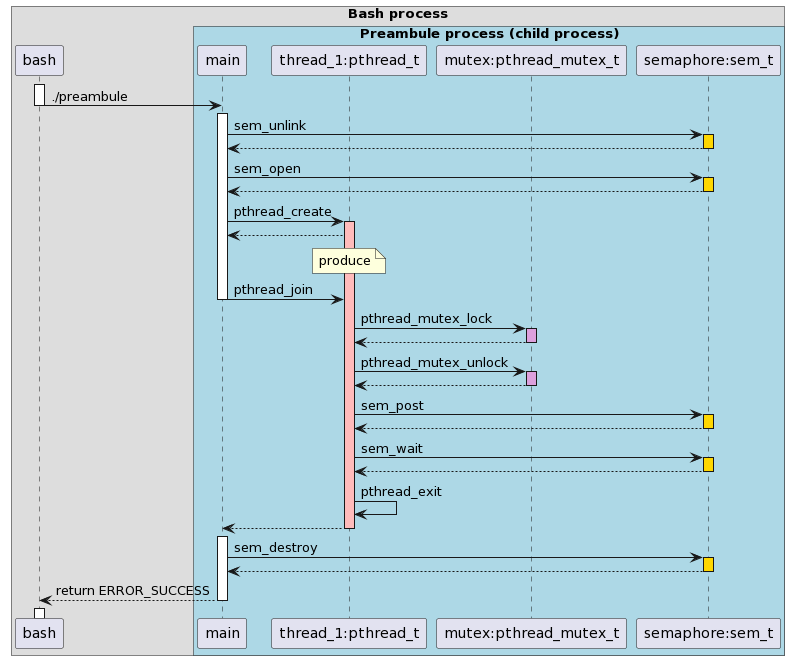 Bash process
Preambule process (child process)
bash
main
thread_1:pthread_t
mutex:pthread_mutex_t
semaphore:sem_t
./preambule
sem_unlink
sem_open
pthread_create
produce
pthread_join
pthread_mutex_lock
pthread_mutex_unlock
sem_post
sem_wait
pthread_exit
sem_destroy
return ERROR_SUCCESS
bash
main
thread_1:pthread_t
mutex:pthread_mutex_t
semaphore:sem_t